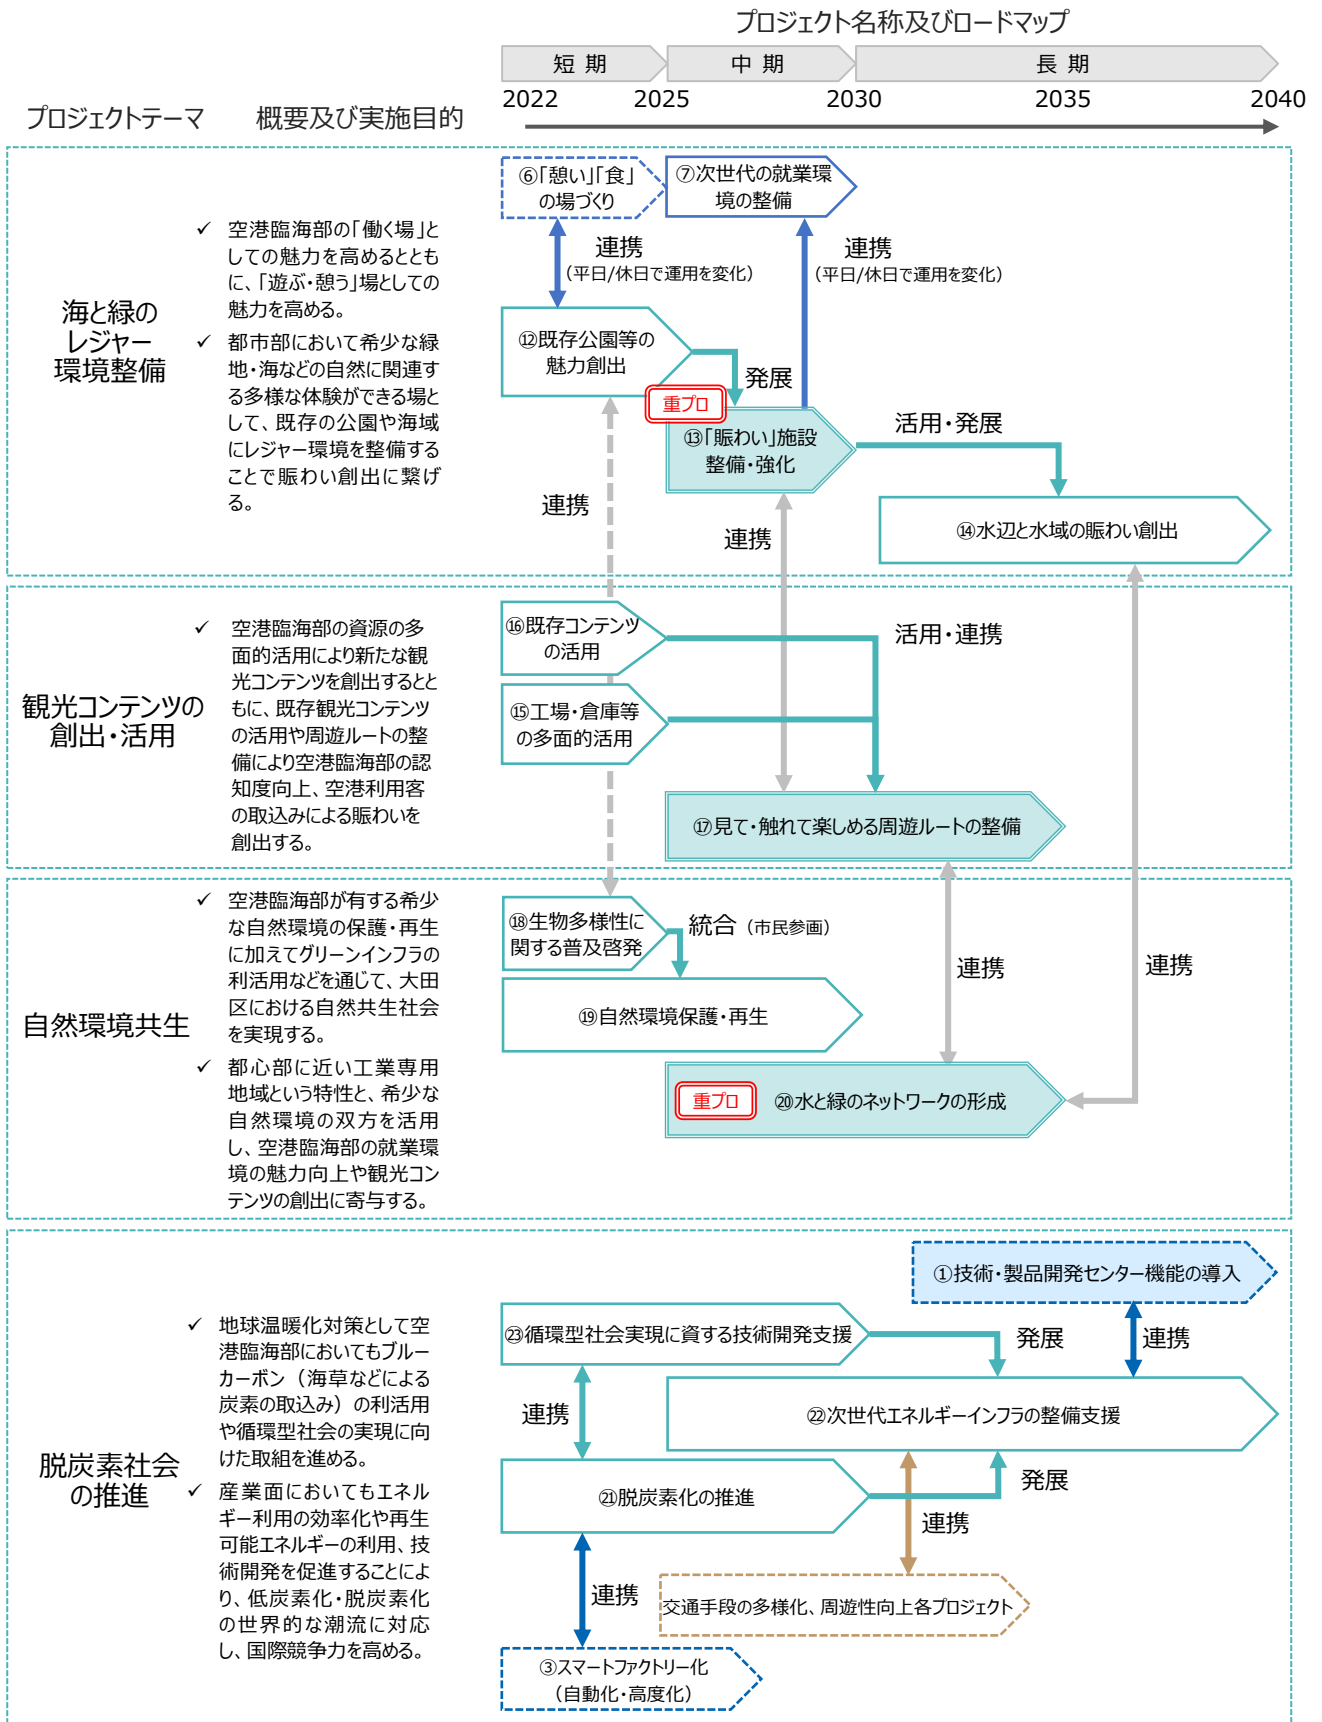 プロジェクト名称及びロードマップ
短 期
中 期
長 期
2022
2025
2030
2035
2040
プロジェクトテーマ
概要及び実施目的
海と緑の
レジャー
環境整備
✓ 空港臨海部の「働く場」と
しての魅力を高めるととも
に、「遊ぶ・憩う」場としての
魅力を高める。
✓ 都市部において希少な緑
地・海などの自然に関連す
る多様な体験ができる場と
して、既存の公園や海域
にレジャー環境を整備する
ことで賑わい創出に繋げ
る。
⑥「憩い」「食」
の場づくり
⑦次世代の就業環
境の整備
連携
(平日/休日で運用を変化)
連携
(平日/休日で運用を変化)
⑫既存公園等の
魅力創出
発展
重プロ
⑬「賑わい」施設
整備・強化
活用・発展
連携
連携
⑭水辺と水域の賑わい創出
観光コンテンツの
創出・活用
✓ 空港臨海部の資源の多
面的活用により新たな観
光コンテンツを創出するとと
もに、既存観光コンテンツ
の活用や周遊ルートの整
備により空港臨海部の認
知度向上、空港利用客
の取込みによる賑わいを
創出する。
⑯既存コンテンツ
の活用
活用・連携
⑮工場・倉庫等
の多面的活用
⑰見て・触れて楽しめる周遊ルートの整備
自然環境共生
✓ 空港臨海部が有する希少
な自然環境の保護・再生
に加えてグリーンインフラの
利活用などを通じて、大田
区における自然共生社会
を実現する。
✓ 都心部に近い工業専用
地域という特性と、希少な
自然環境の双方を活用
し、空港臨海部の就業環
境の魅力向上や観光コン
テンツの創出に寄与する。
⑱生物多様性に
関する普及啓発
統合（市民参画）
連携
連携
⑲自然環境保護・再生
重プロ
⑳水と緑のネットワークの形成
脱炭素社会
の推進
✓ 地球温暖化対策として空
港臨海部においてもブルー
カーボン（海草などによる
炭素の取込み）の利活用
や循環型社会の実現に向
けた取組を進める。
✓ 産業面においてもエネル
ギー利用の効率化や再生
可能エネルギーの利用、技
術開発を促進することによ
り、低炭素化・脱炭素化
の世界的な潮流に対応
し、国際競争力を高める。
①技術・製品開発センター機能の導入
㉓循環型社会実現に資する技術開発支援
発展
連携
連携
㉒次世代エネルギーインフラの整備支援
㉑脱炭素化の推進
発展
連携
連携
交通手段の多様化、周遊性向上各プロジェクト
③スマートファクトリー化
（自動化・高度化）